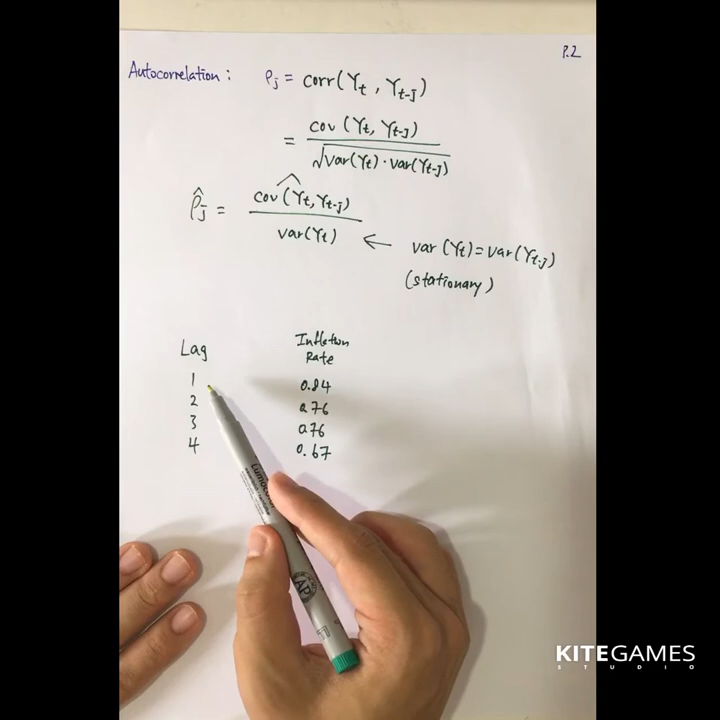 P.2
Autocorrelation : ρj = corr(Yt , Yt-j)
= cov (Yt, Yt-j) / √var(Yt) · var(Yt-j)
ρ̂j = cov (Yt, Yt-j) / var(Yt) ← var (Yt) = var(Yt-j)
(stationary)
Lag Inflation Rate
1 0.84
2 0.76
3 0.76
4 0.67
Lumocolor
KITEGAMES
STUDIO